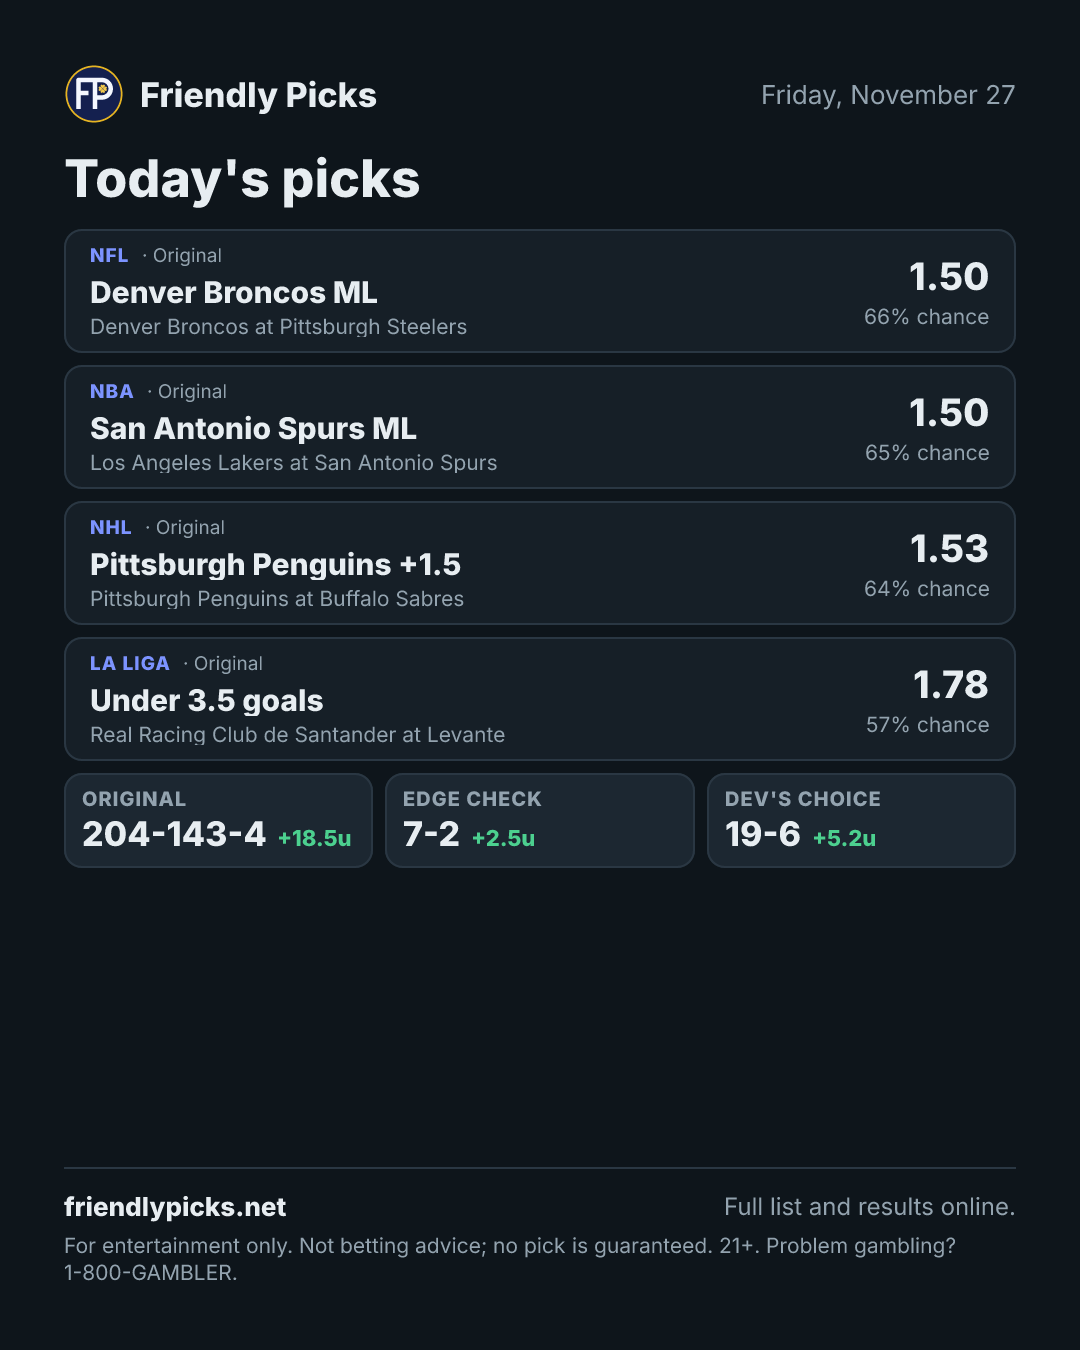 FP Friendly Picks
Friday, November 27
Today's picks
NFL · Original
Denver Broncos ML
Denver Broncos at Pittsburgh Steelers
1.50
66% chance
NBA · Original
San Antonio Spurs ML
Los Angeles Lakers at San Antonio Spurs
1.50
65% chance
NHL · Original
Pittsburgh Penguins +1.5
Pittsburgh Penguins at Buffalo Sabres
1.53
64% chance
LA LIGA · Original
Under 3.5 goals
Real Racing Club de Santander at Levante
1.78
57% chance
ORIGINAL
204-143-4 +18.5u
EDGE CHECK
7-2 +2.5u
DEV'S CHOICE
19-6 +5.2u
friendlypicks.net
Full list and results online.
For entertainment only. Not betting advice; no pick is guaranteed. 21+. Problem gambling?
1-800-GAMBLER.